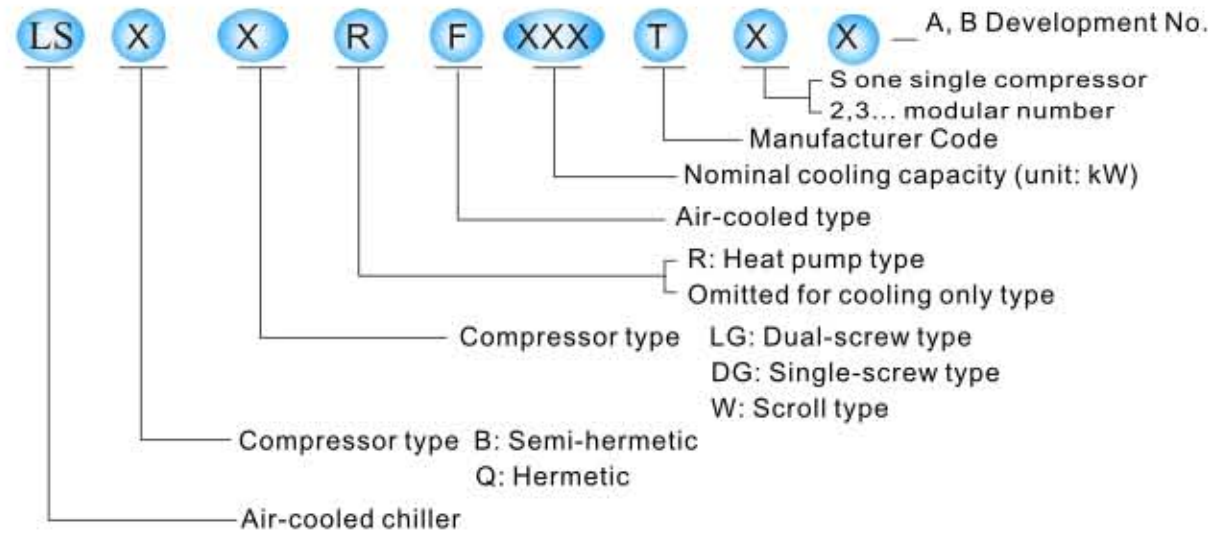 LS X X R F XXX T X X A, B Development No.
S one single compressor
2,3... modular number
Manufacturer Code
Nominal cooling capacity (unit: kW)
Air-cooled type
R: Heat pump type
Omitted for cooling only type
Compressor type LG: Dual-screw type
DG: Single-screw type
W: Scroll type
Compressor type B: Semi-hermetic
Q: Hermetic
Air-cooled chiller